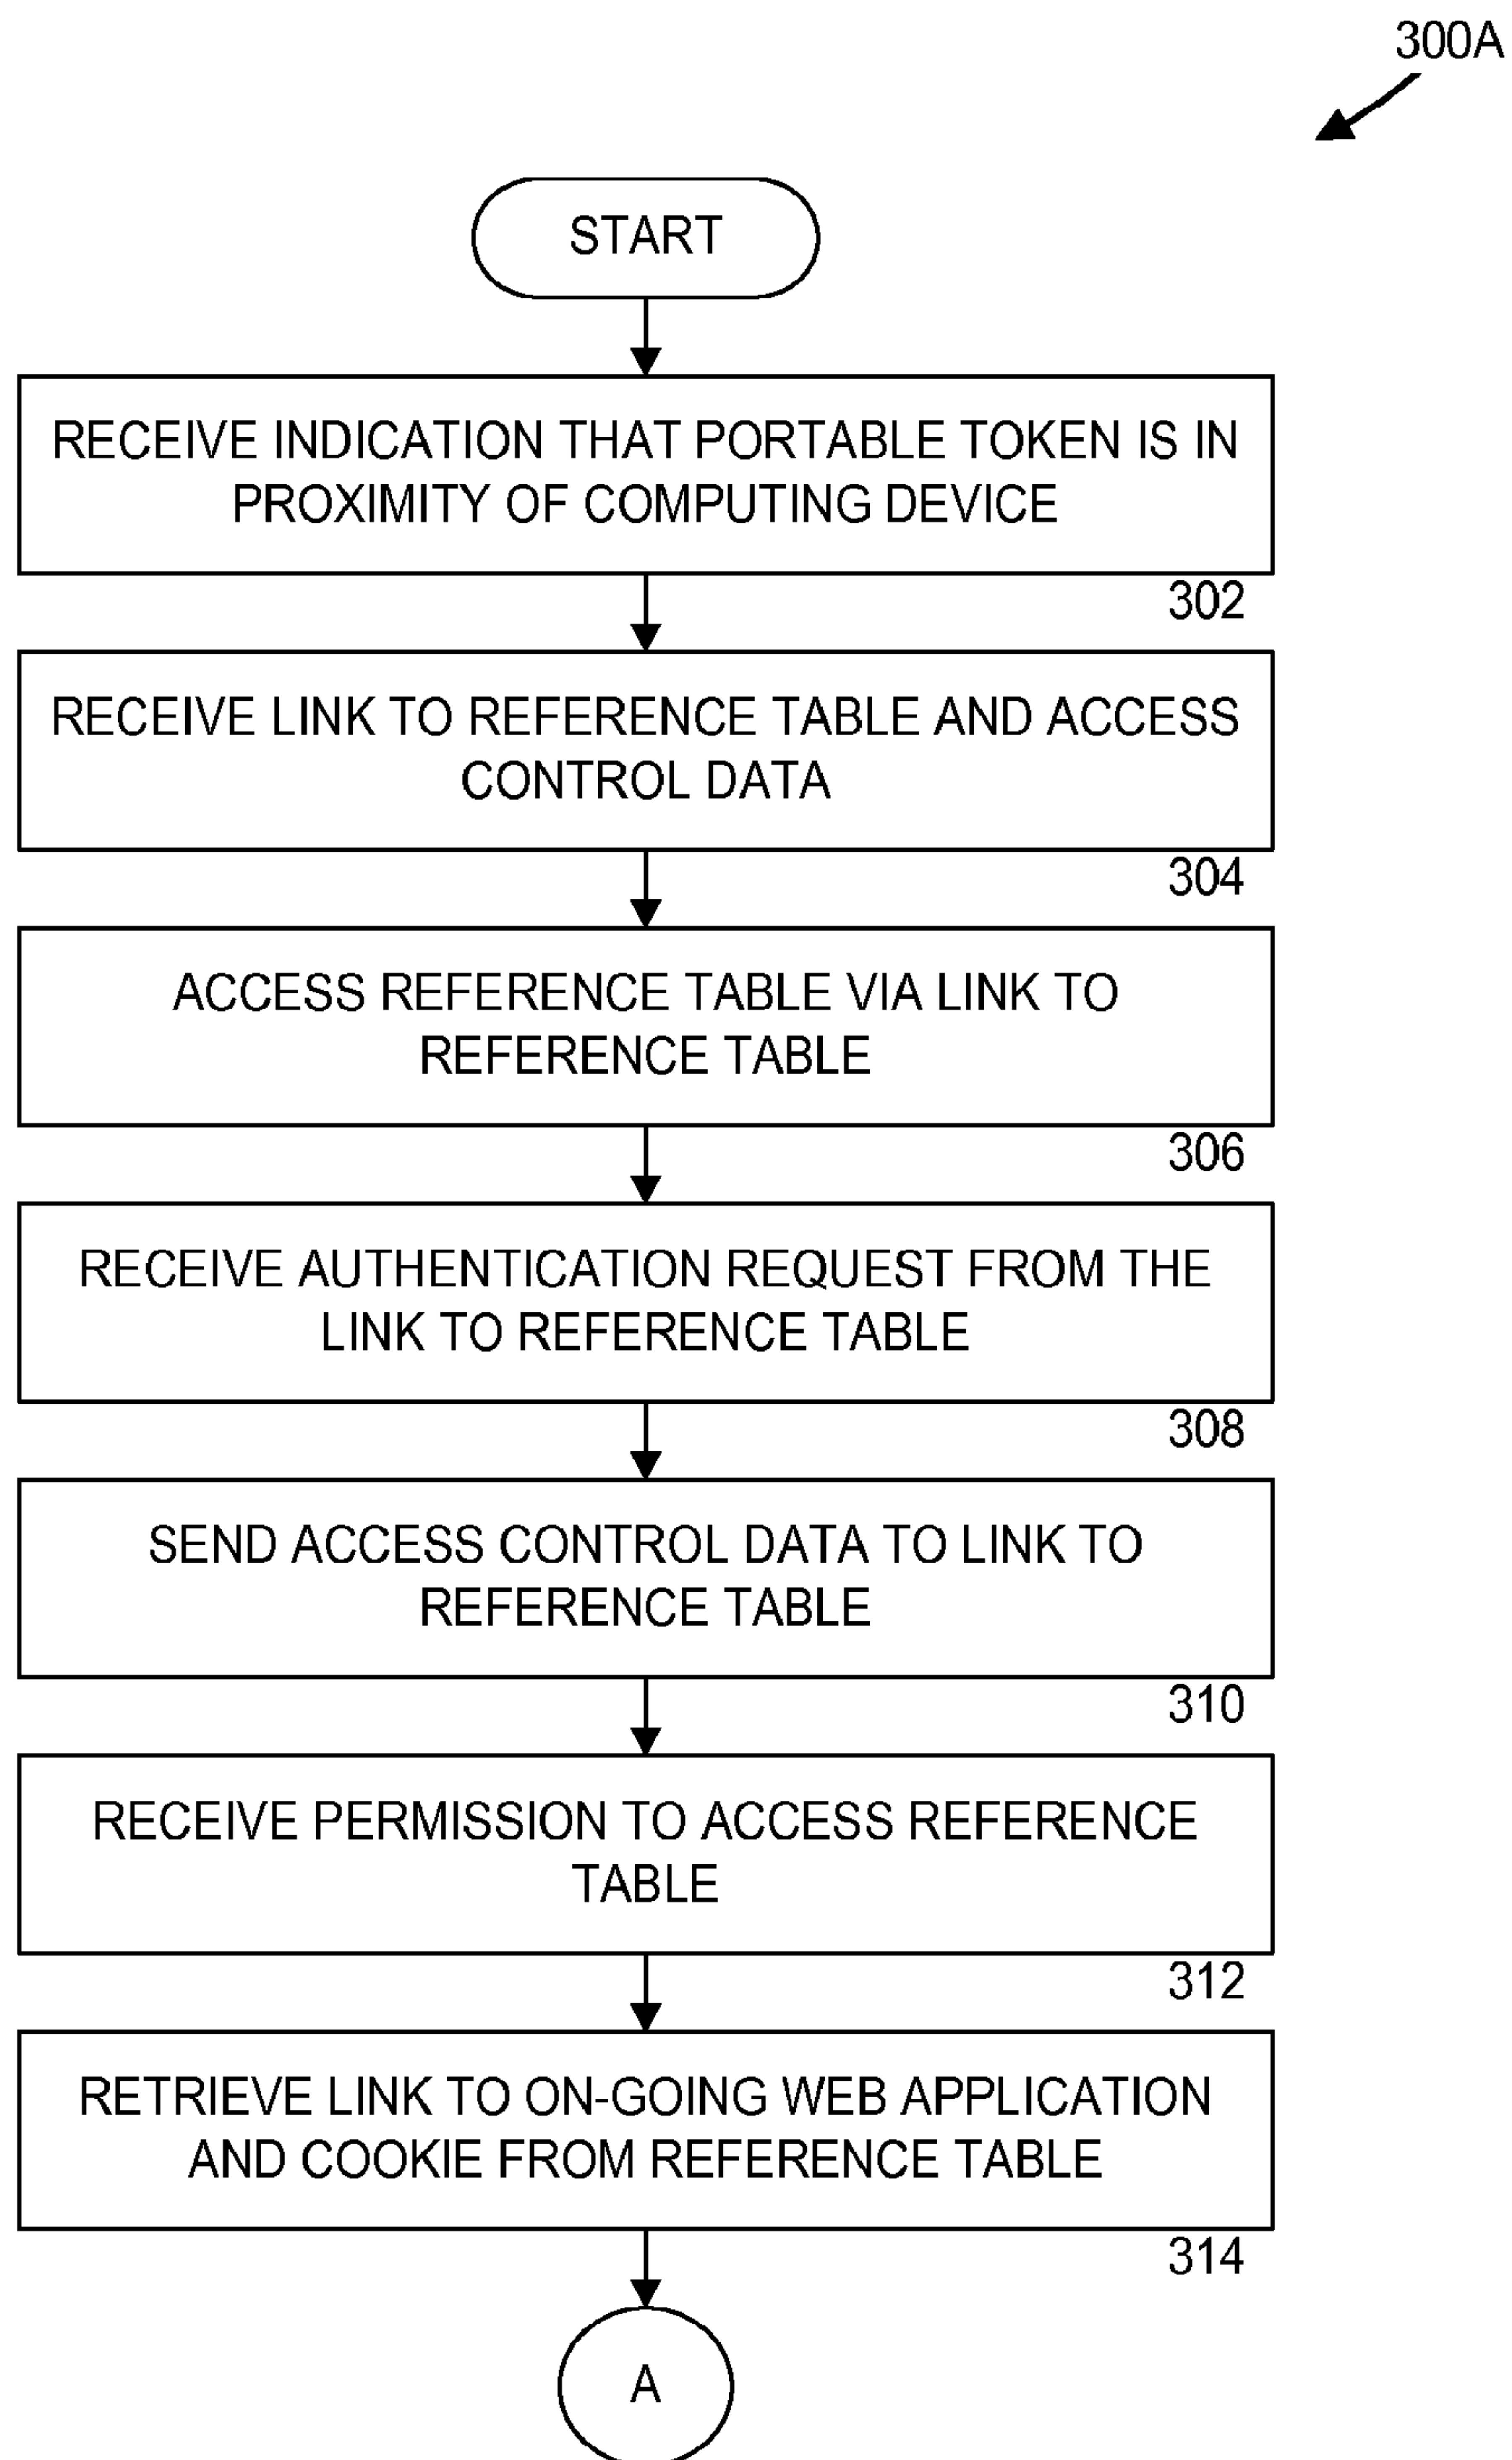 300A
START
RECEIVE INDICATION THAT PORTABLE TOKEN IS IN
PROXIMITY OF COMPUTING DEVICE
302
RECEIVE LINK TO REFERENCE TABLE AND ACCESS
CONTROL DATA
304
ACCESS REFERENCE TABLE VIA LINK TO
REFERENCE TABLE
306
RECEIVE AUTHENTICATION REQUEST FROM THE
LINK TO REFERENCE TABLE
308
SEND ACCESS CONTROL DATA TO LINK TO
REFERENCE TABLE
310
RECEIVE PERMISSION TO ACCESS REFERENCE
TABLE
312
RETRIEVE LINK TO ON-GOING WEB APPLICATION
AND COOKIE FROM REFERENCE TABLE
314
A